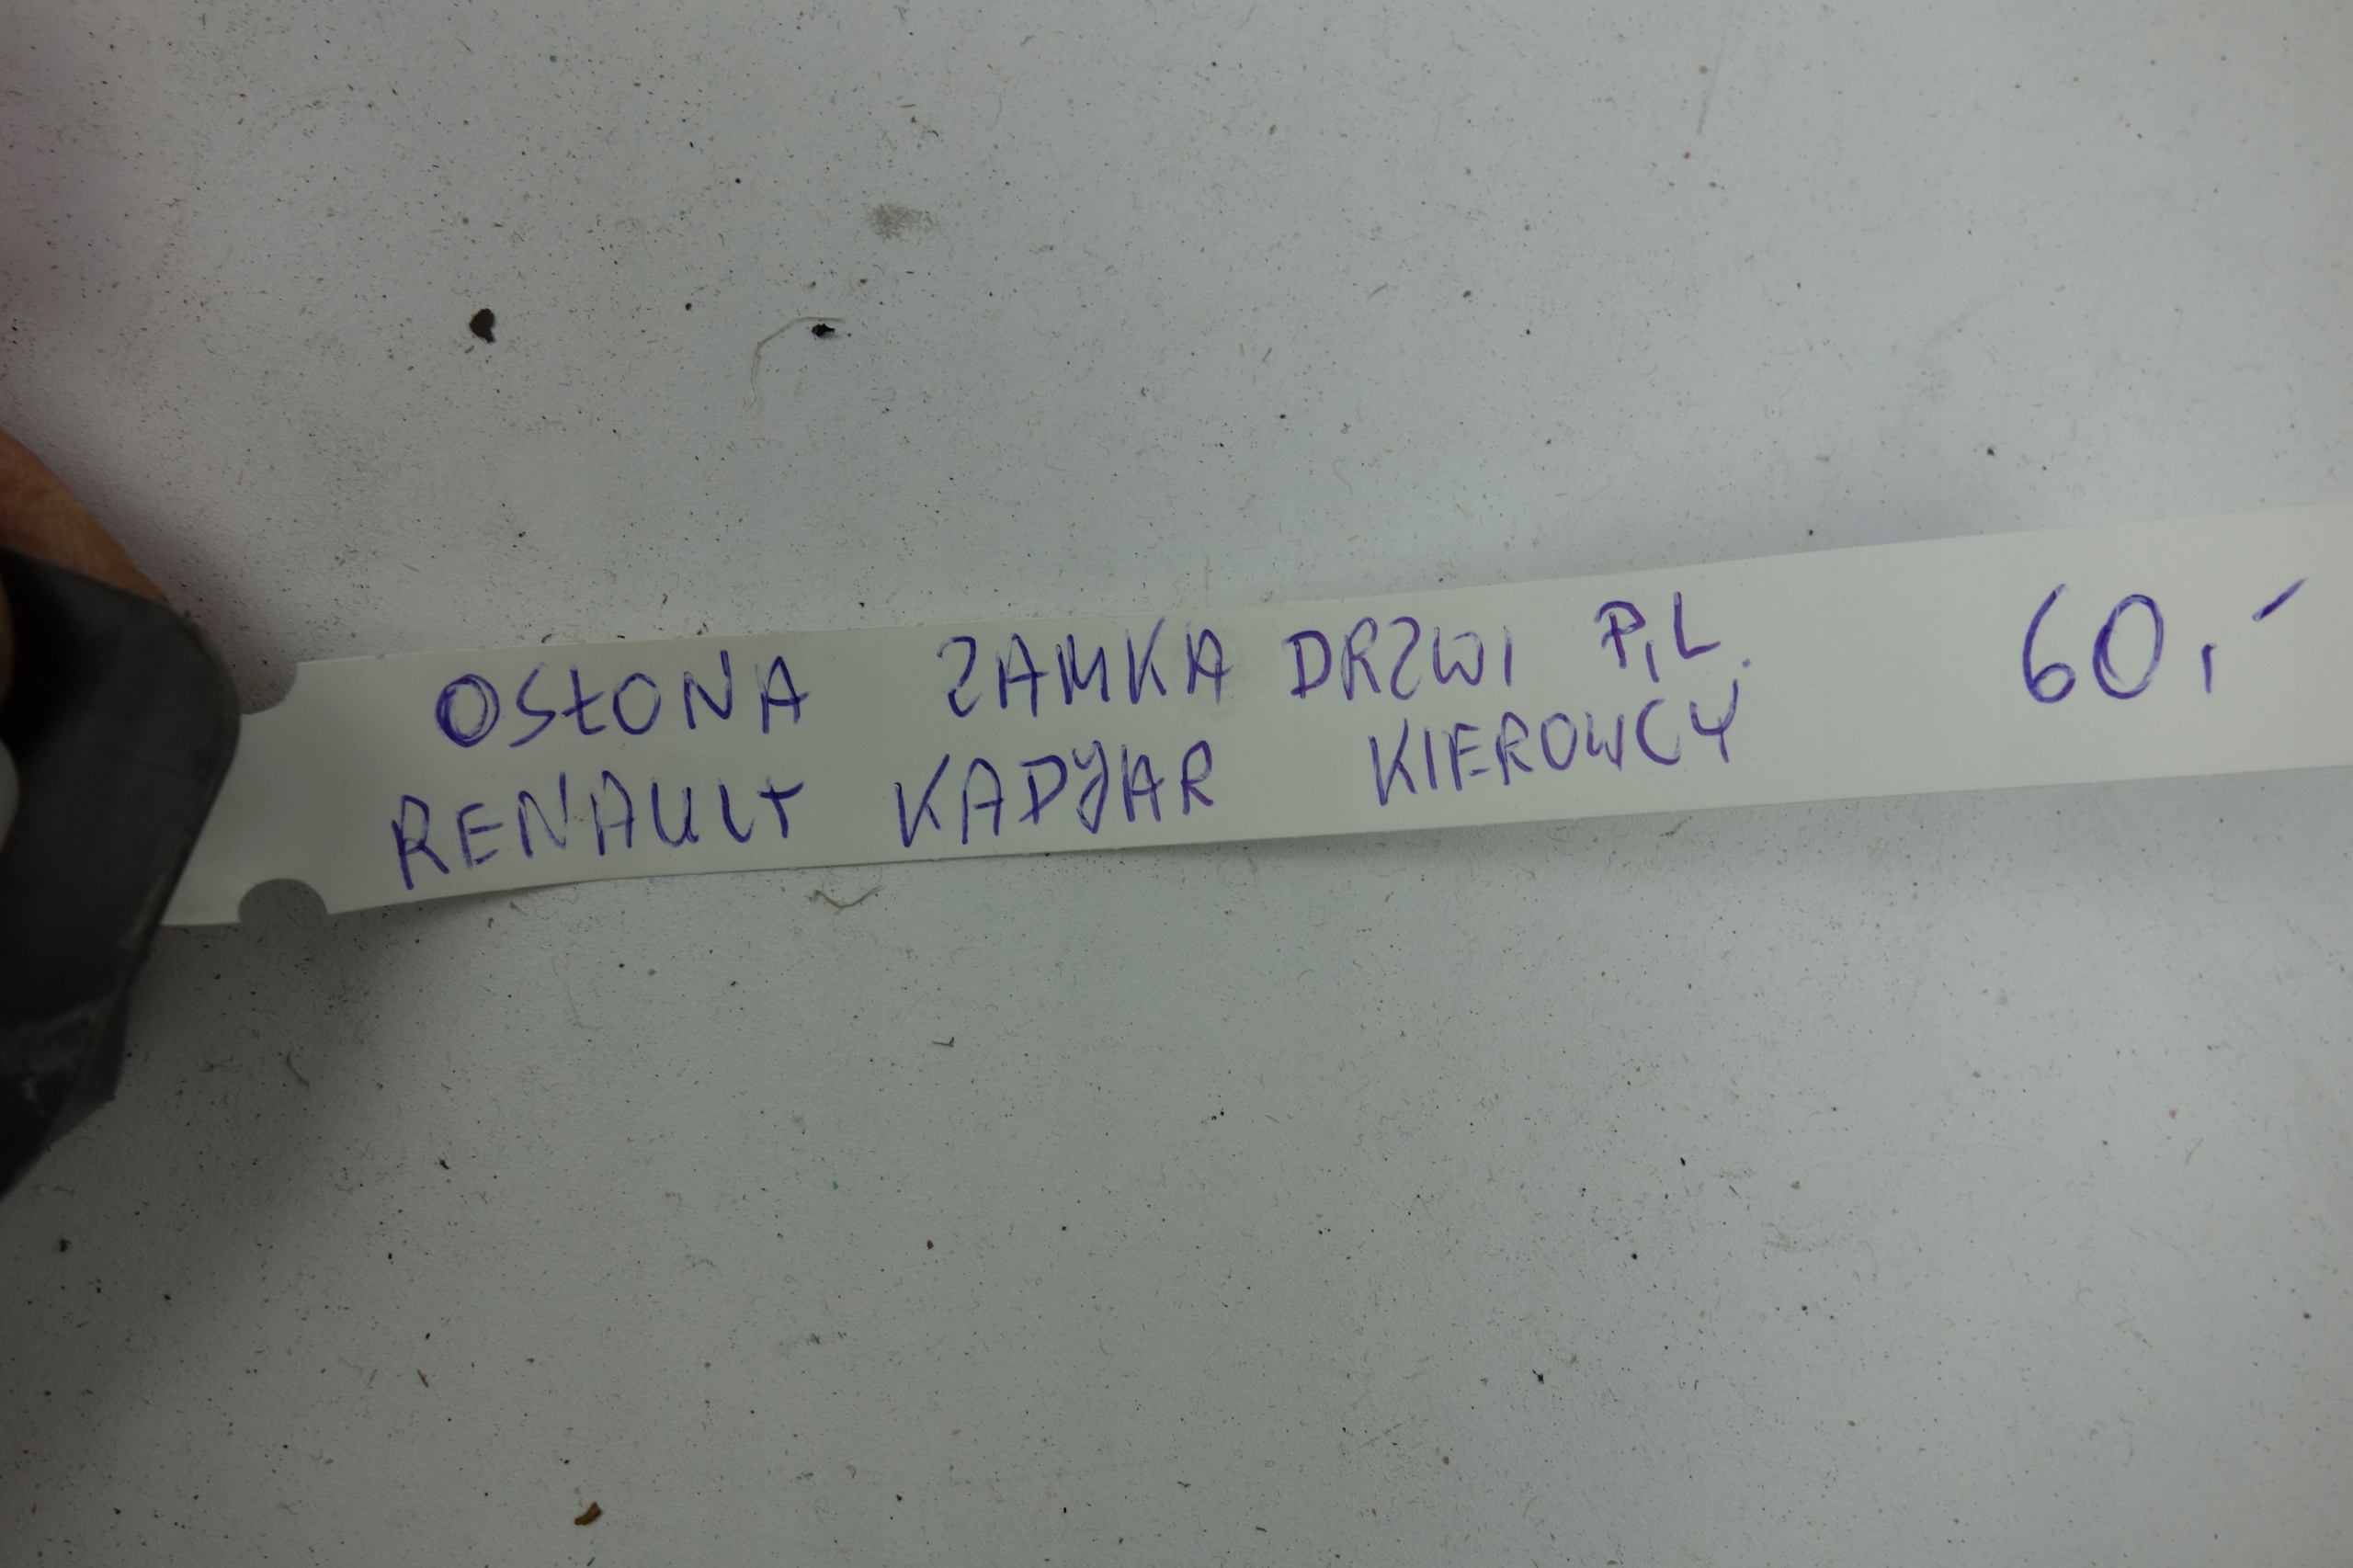 OSŁONA ZAMKA DRZWI P,L. 60,-
RENAULT KADJAR KIEROWCY